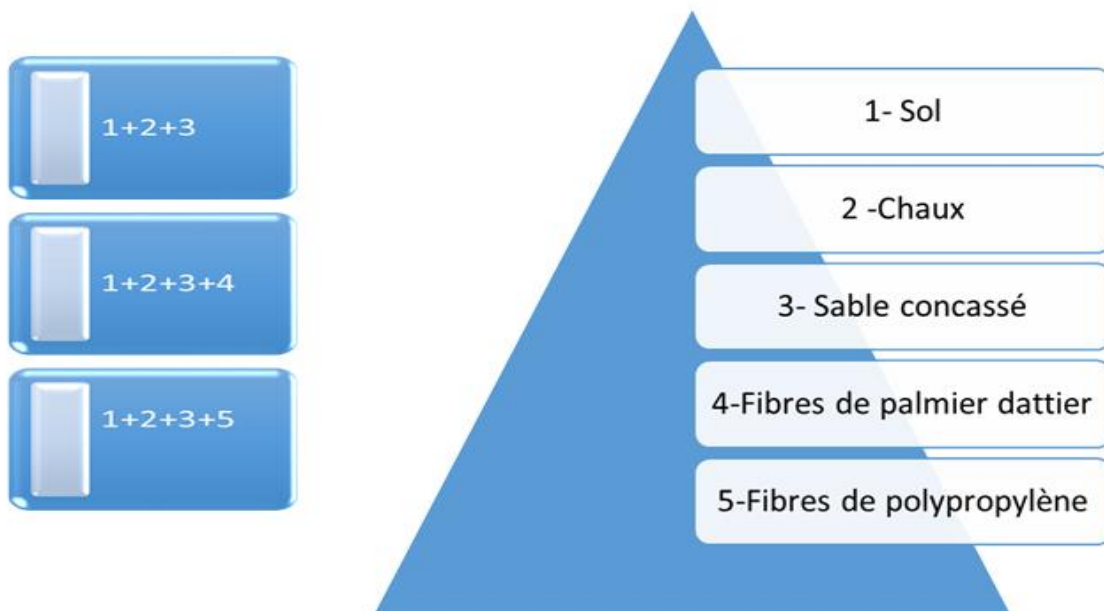 1+2+3
1+2+3+4
1+2+3+5
1- Sol
2 -Chaux
3- Sable concassé
4-Fibres de palmier dattier
5-Fibres de polypropylène